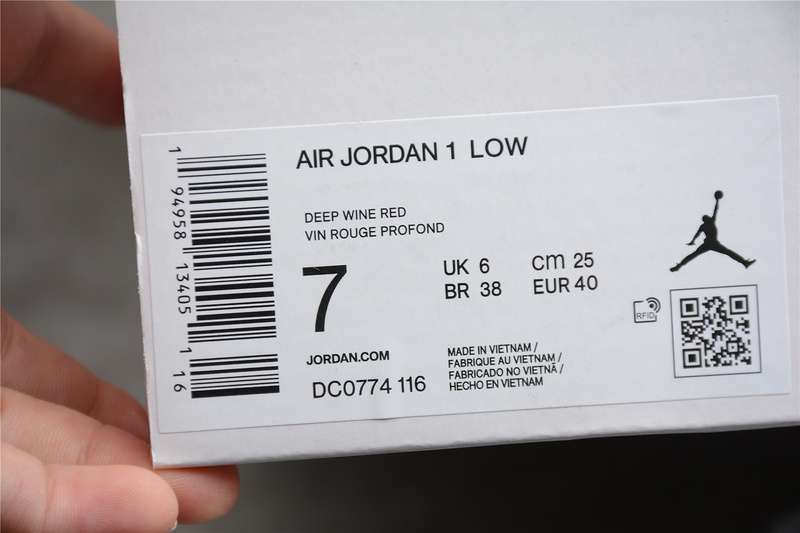 AIR JORDAN 1 LOW
DEEP WINE RED
VIN ROUGE PROFOND
7
UK 6
cm 25
BR 38
EUR 40
RFID
JORDAN.COM
DC0774 116
MADE IN VIETNAM /
FABRIQUE AU VIETNAM /
FABRICADO NO VIETNÃ /
HECHO EN VIETNAM
1 94958 13405 1 16